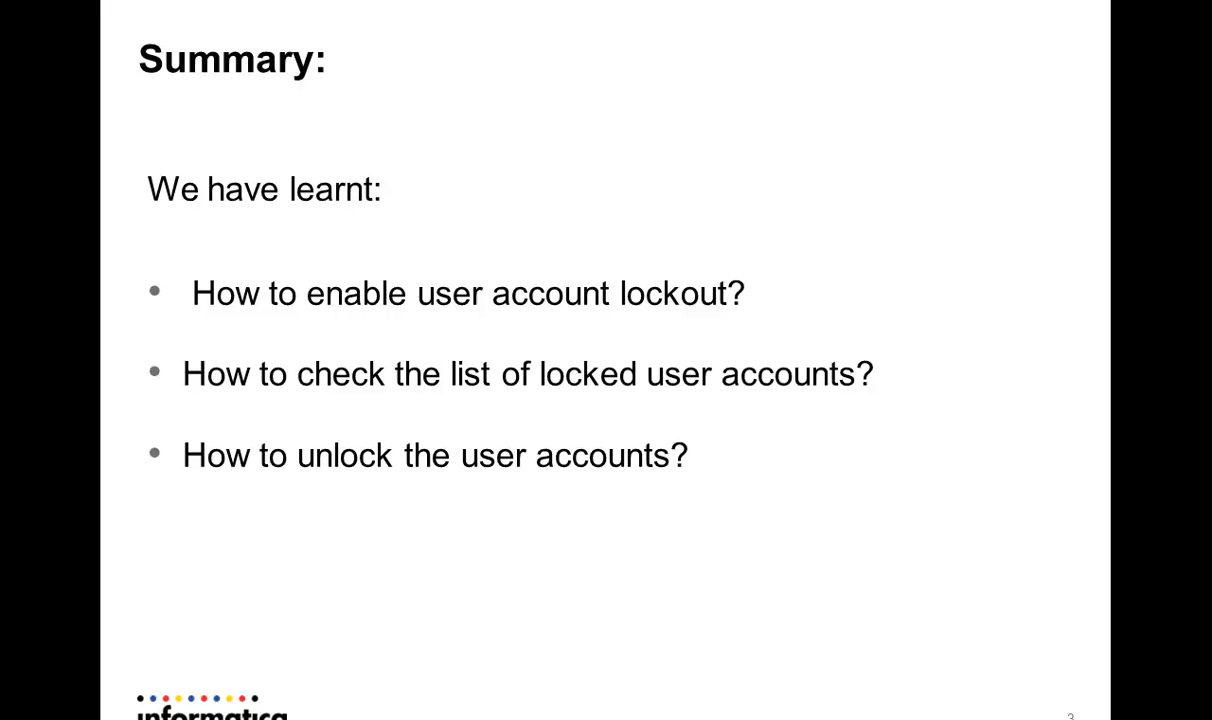 Summary:
We have learnt:
• How to enable user account lockout?
• How to check the list of locked user accounts?
• How to unlock the user accounts?
informatica
3